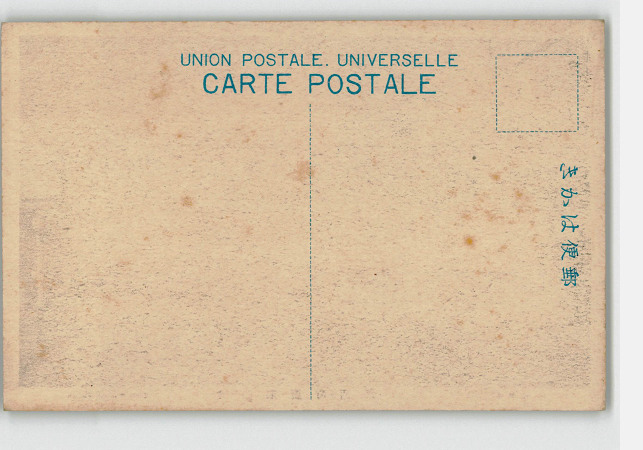 UNION POSTALE. UNIVERSELLE
CARTE POSTALE
郵便はかき